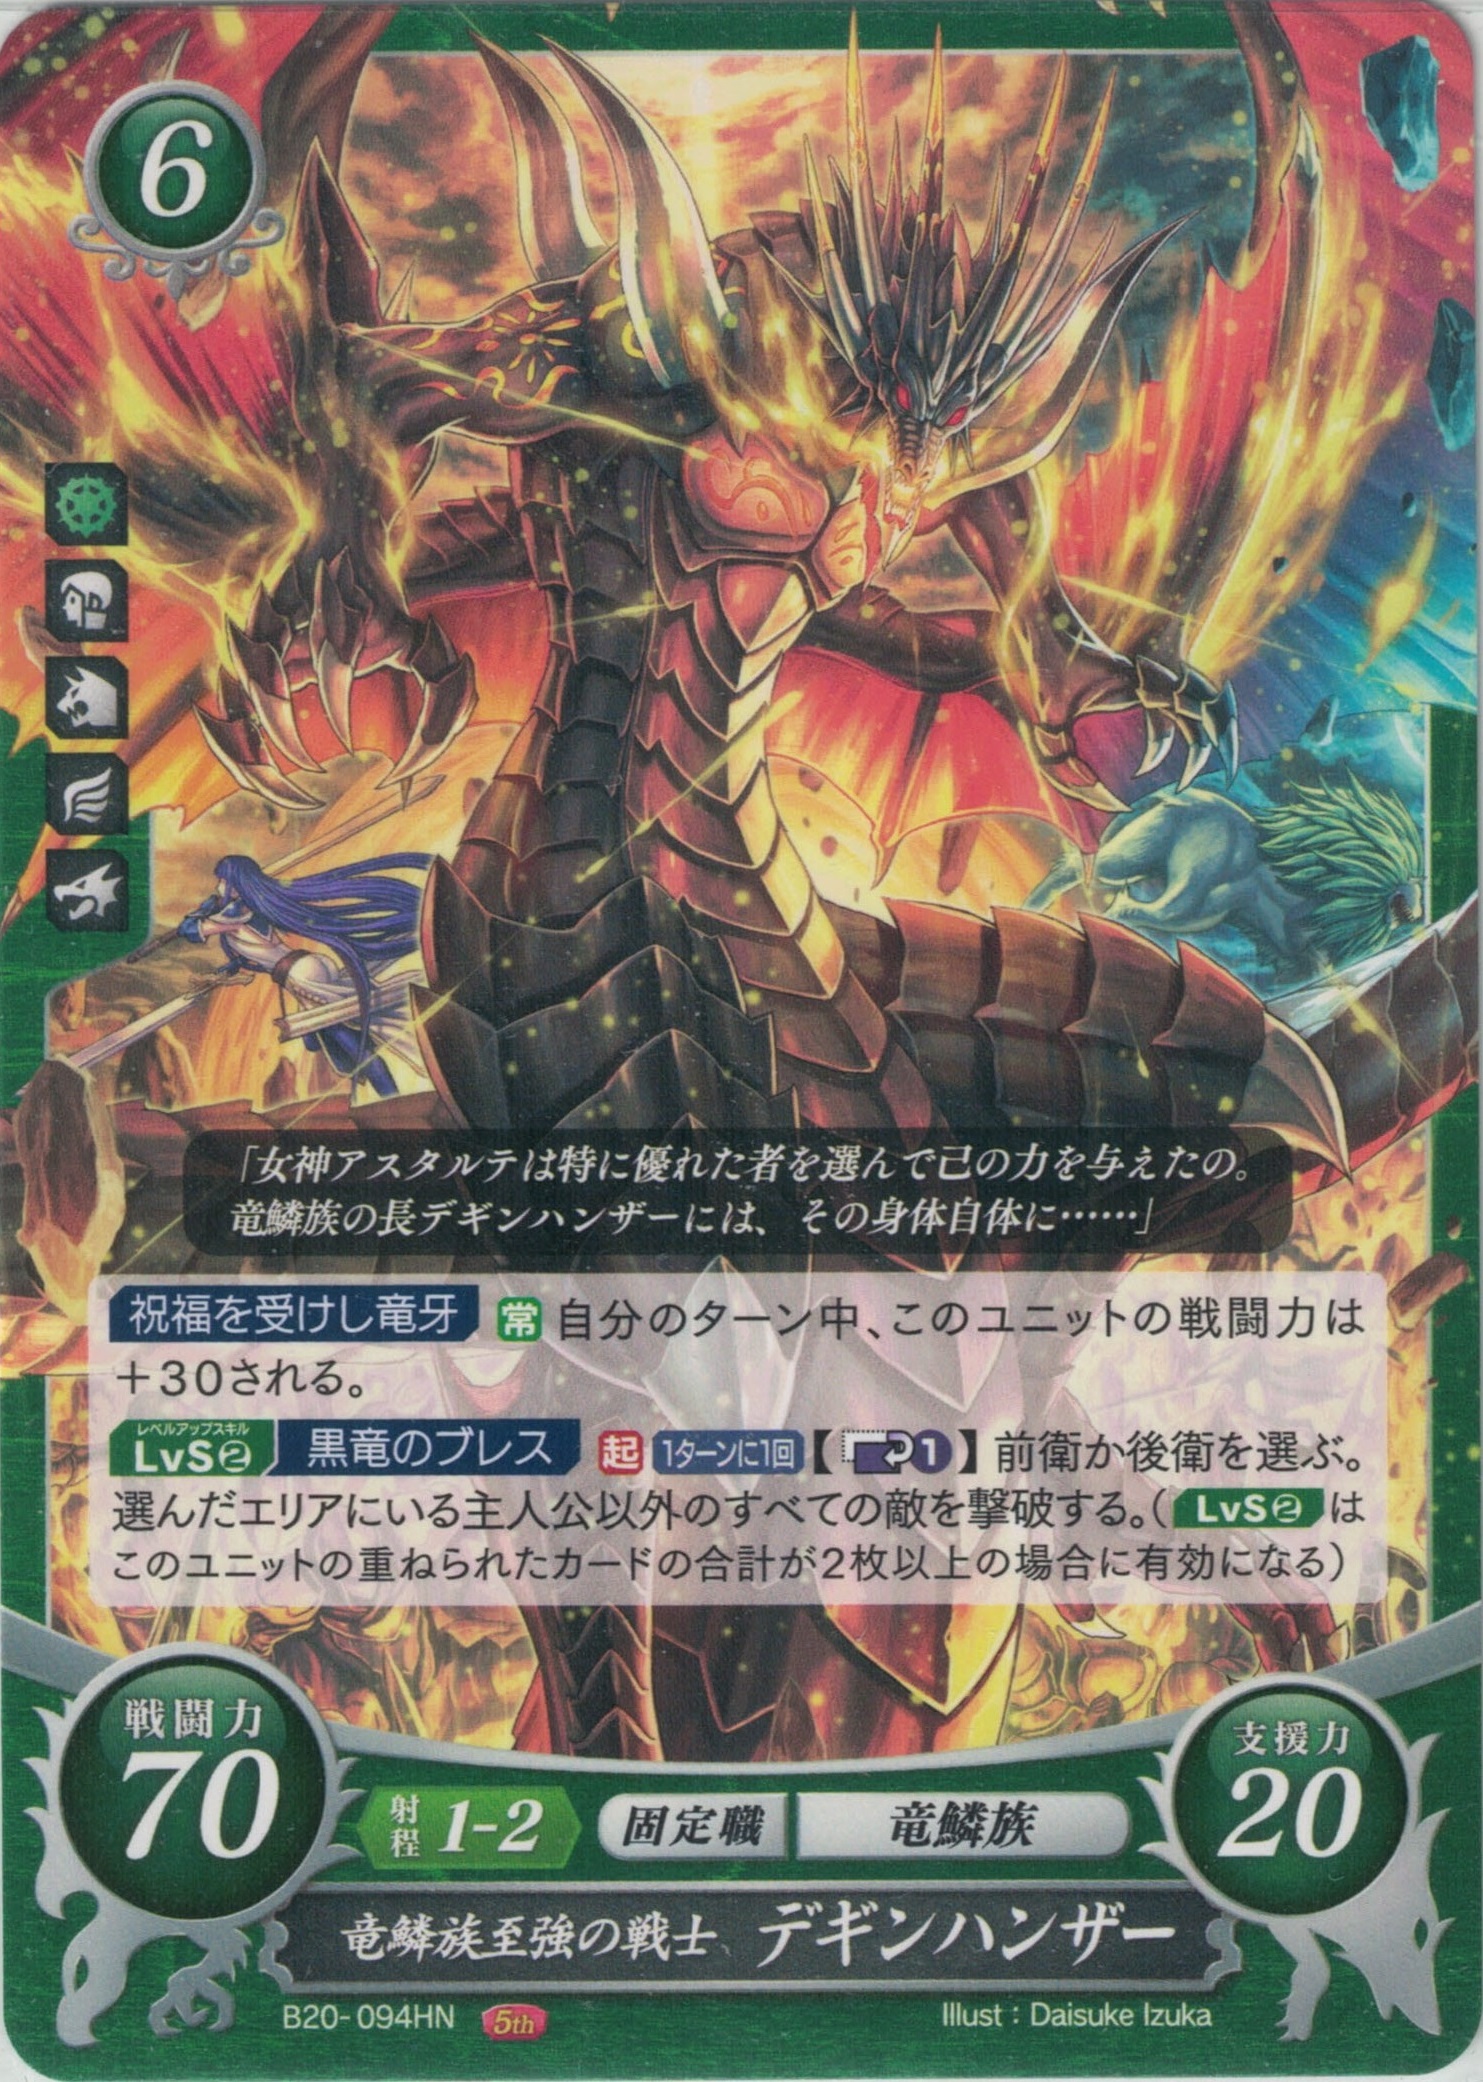 6
「女神アスタルテは特に優れた者を選んで己の力を与えたの。
竜鱗族の長デギンハンザーには、その身体自体に……」
祝福を受けし竜牙 常 自分のターン中、このユニットの戦闘力は
＋30される。
レベルアップスキル
LvS2 黒竜のブレス 起 1ターンに1回 【 1 】 前衛か後衛を選ぶ。
選んだエリアにいる主人公以外のすべての敵を撃破する。（ LvS2 は
このユニットの重ねられたカードの合計が2枚以上の場合に有効になる）
戦闘力
70
射程 1-2
固定職
竜鱗族
支援力
20
竜鱗族至強の戦士 デギンハンザー
B20-094HN 5th
Illust：Daisuke Izuka